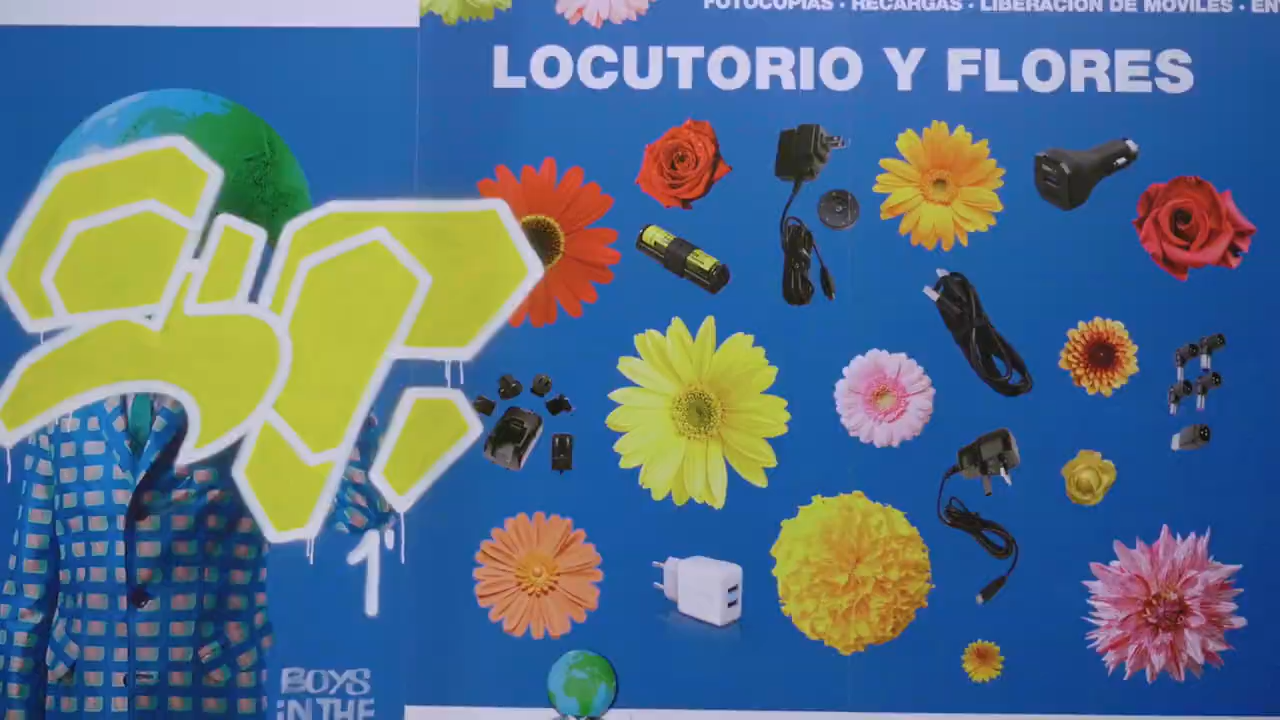 FOTOCOPIAS · RECARGAS · LIBERACIÓN DE MÓVILES · EN
LOCUTORIO Y FLORES
BOYS
iN THE